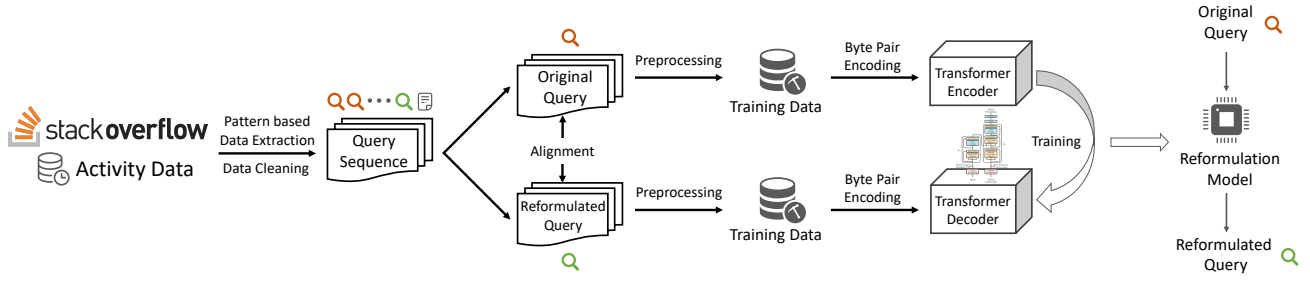 stackoverflow
Activity Data
Pattern based
Data Extraction
Data Cleaning
Query
Sequence
Original
Query
Alignment
Reformulated
Query
Preprocessing
Training Data
Byte Pair
Encoding
Transformer
Encoder
Preprocessing
Training Data
Byte Pair
Encoding
Transformer
Decoder
Training
Original
Query
Reformulation
Model
Reformulated
Query